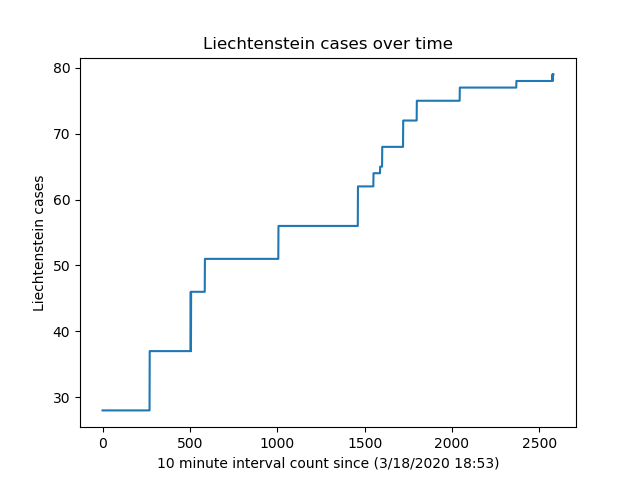 Liechtenstein cases over time
80
70
60
50
40
30
Liechtenstein cases
0 500 1000 1500 2000 2500
10 minute interval count since (3/18/2020 18:53)